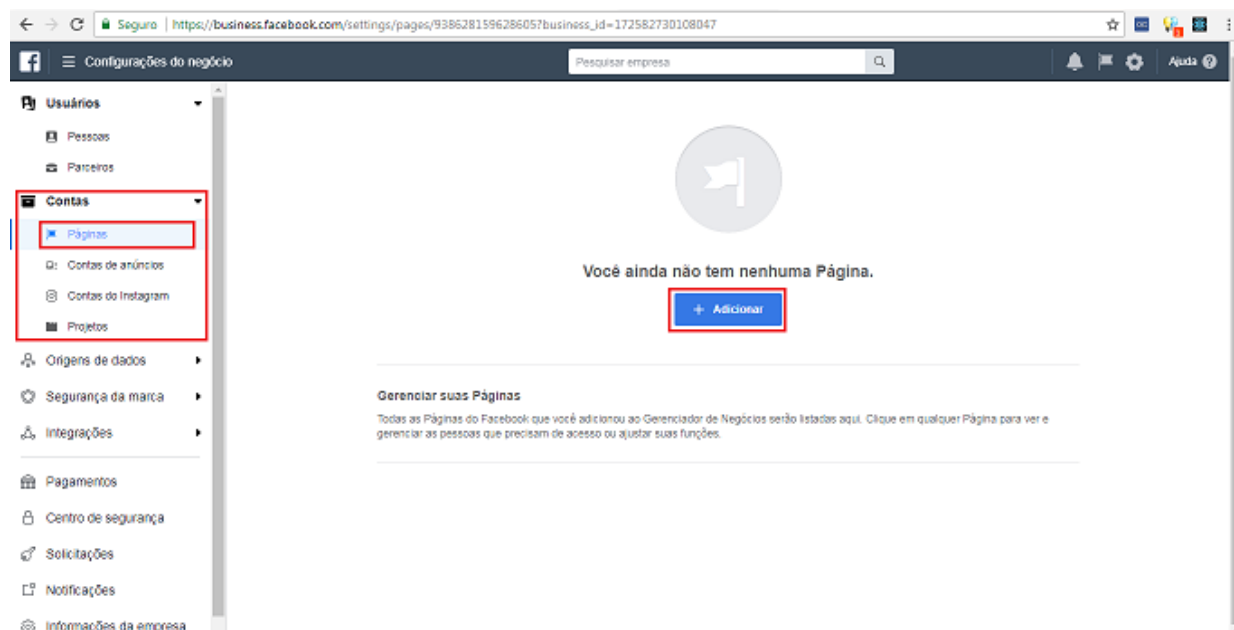 Seguro | https://business.facebook.com/settings/pages/938628159628605?business_id=172582730108047
Configurações do negócio
Pesquisar empresa
Ajuda
Usuários
Pessoas
Parceiros
Contas
Páginas
Contas de anúncios
Contas do Instagram
Projetos
Origens de dados
Segurança da marca
Integrações
Pagamentos
Centro de segurança
Solicitações
Notificações
Informações da empresa
Você ainda não tem nenhuma Página.
+ Adicionar
Gerenciar suas Páginas
Todas as Páginas do Facebook que você adicionou ao Gerenciador de Negócios serão listadas aqui. Clique em qualquer Página para ver e
gerenciar as pessoas que precisam de acesso ou ajustar suas funções.